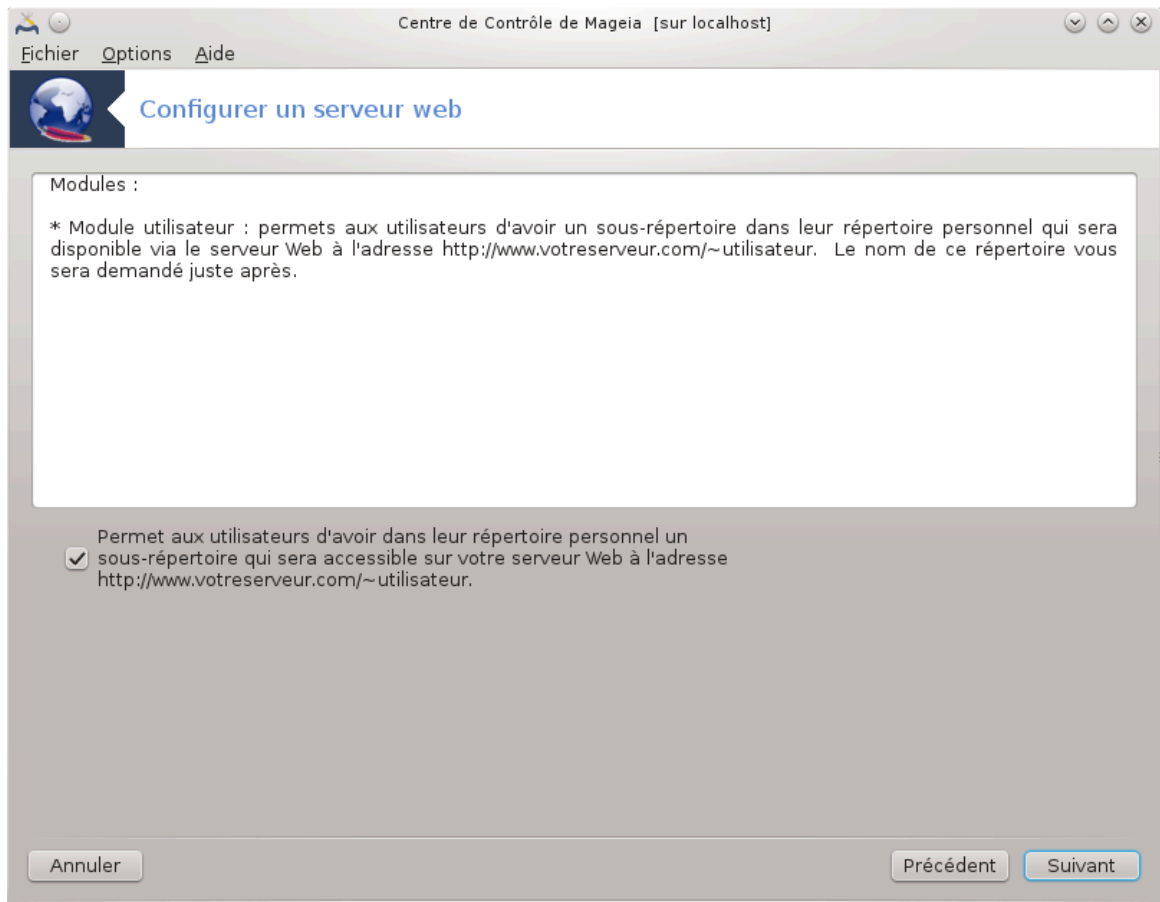 Centre de Contrôle de Mageia [sur localhost]
Fichier Options Aide
Configurer un serveur web
Modules :
* Module utilisateur : permets aux utilisateurs d'avoir un sous-répertoire dans leur répertoire personnel qui sera
disponible via le serveur Web à l'adresse http://www.votreserveur.com/~utilisateur. Le nom de ce répertoire vous
sera demandé juste après.
Permet aux utilisateurs d'avoir dans leur répertoire personnel un
sous-répertoire qui sera accessible sur votre serveur Web à l'adresse
http://www.votreserveur.com/~utilisateur.
Annuler Précédent Suivant